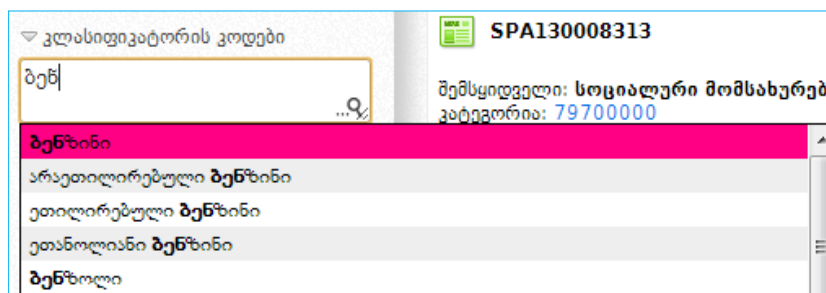 კლასიფიკატორის კოდები
ბენ
...
ბენზინი
არაეთილირებული ბენზინი
ეთილირებული ბენზინი
ეთანოლიანი ბენზინი
ბენზოლი
SPA130008313
შემსყიდველი: სოციალური მომსახურებ
კატეგორია: 79700000